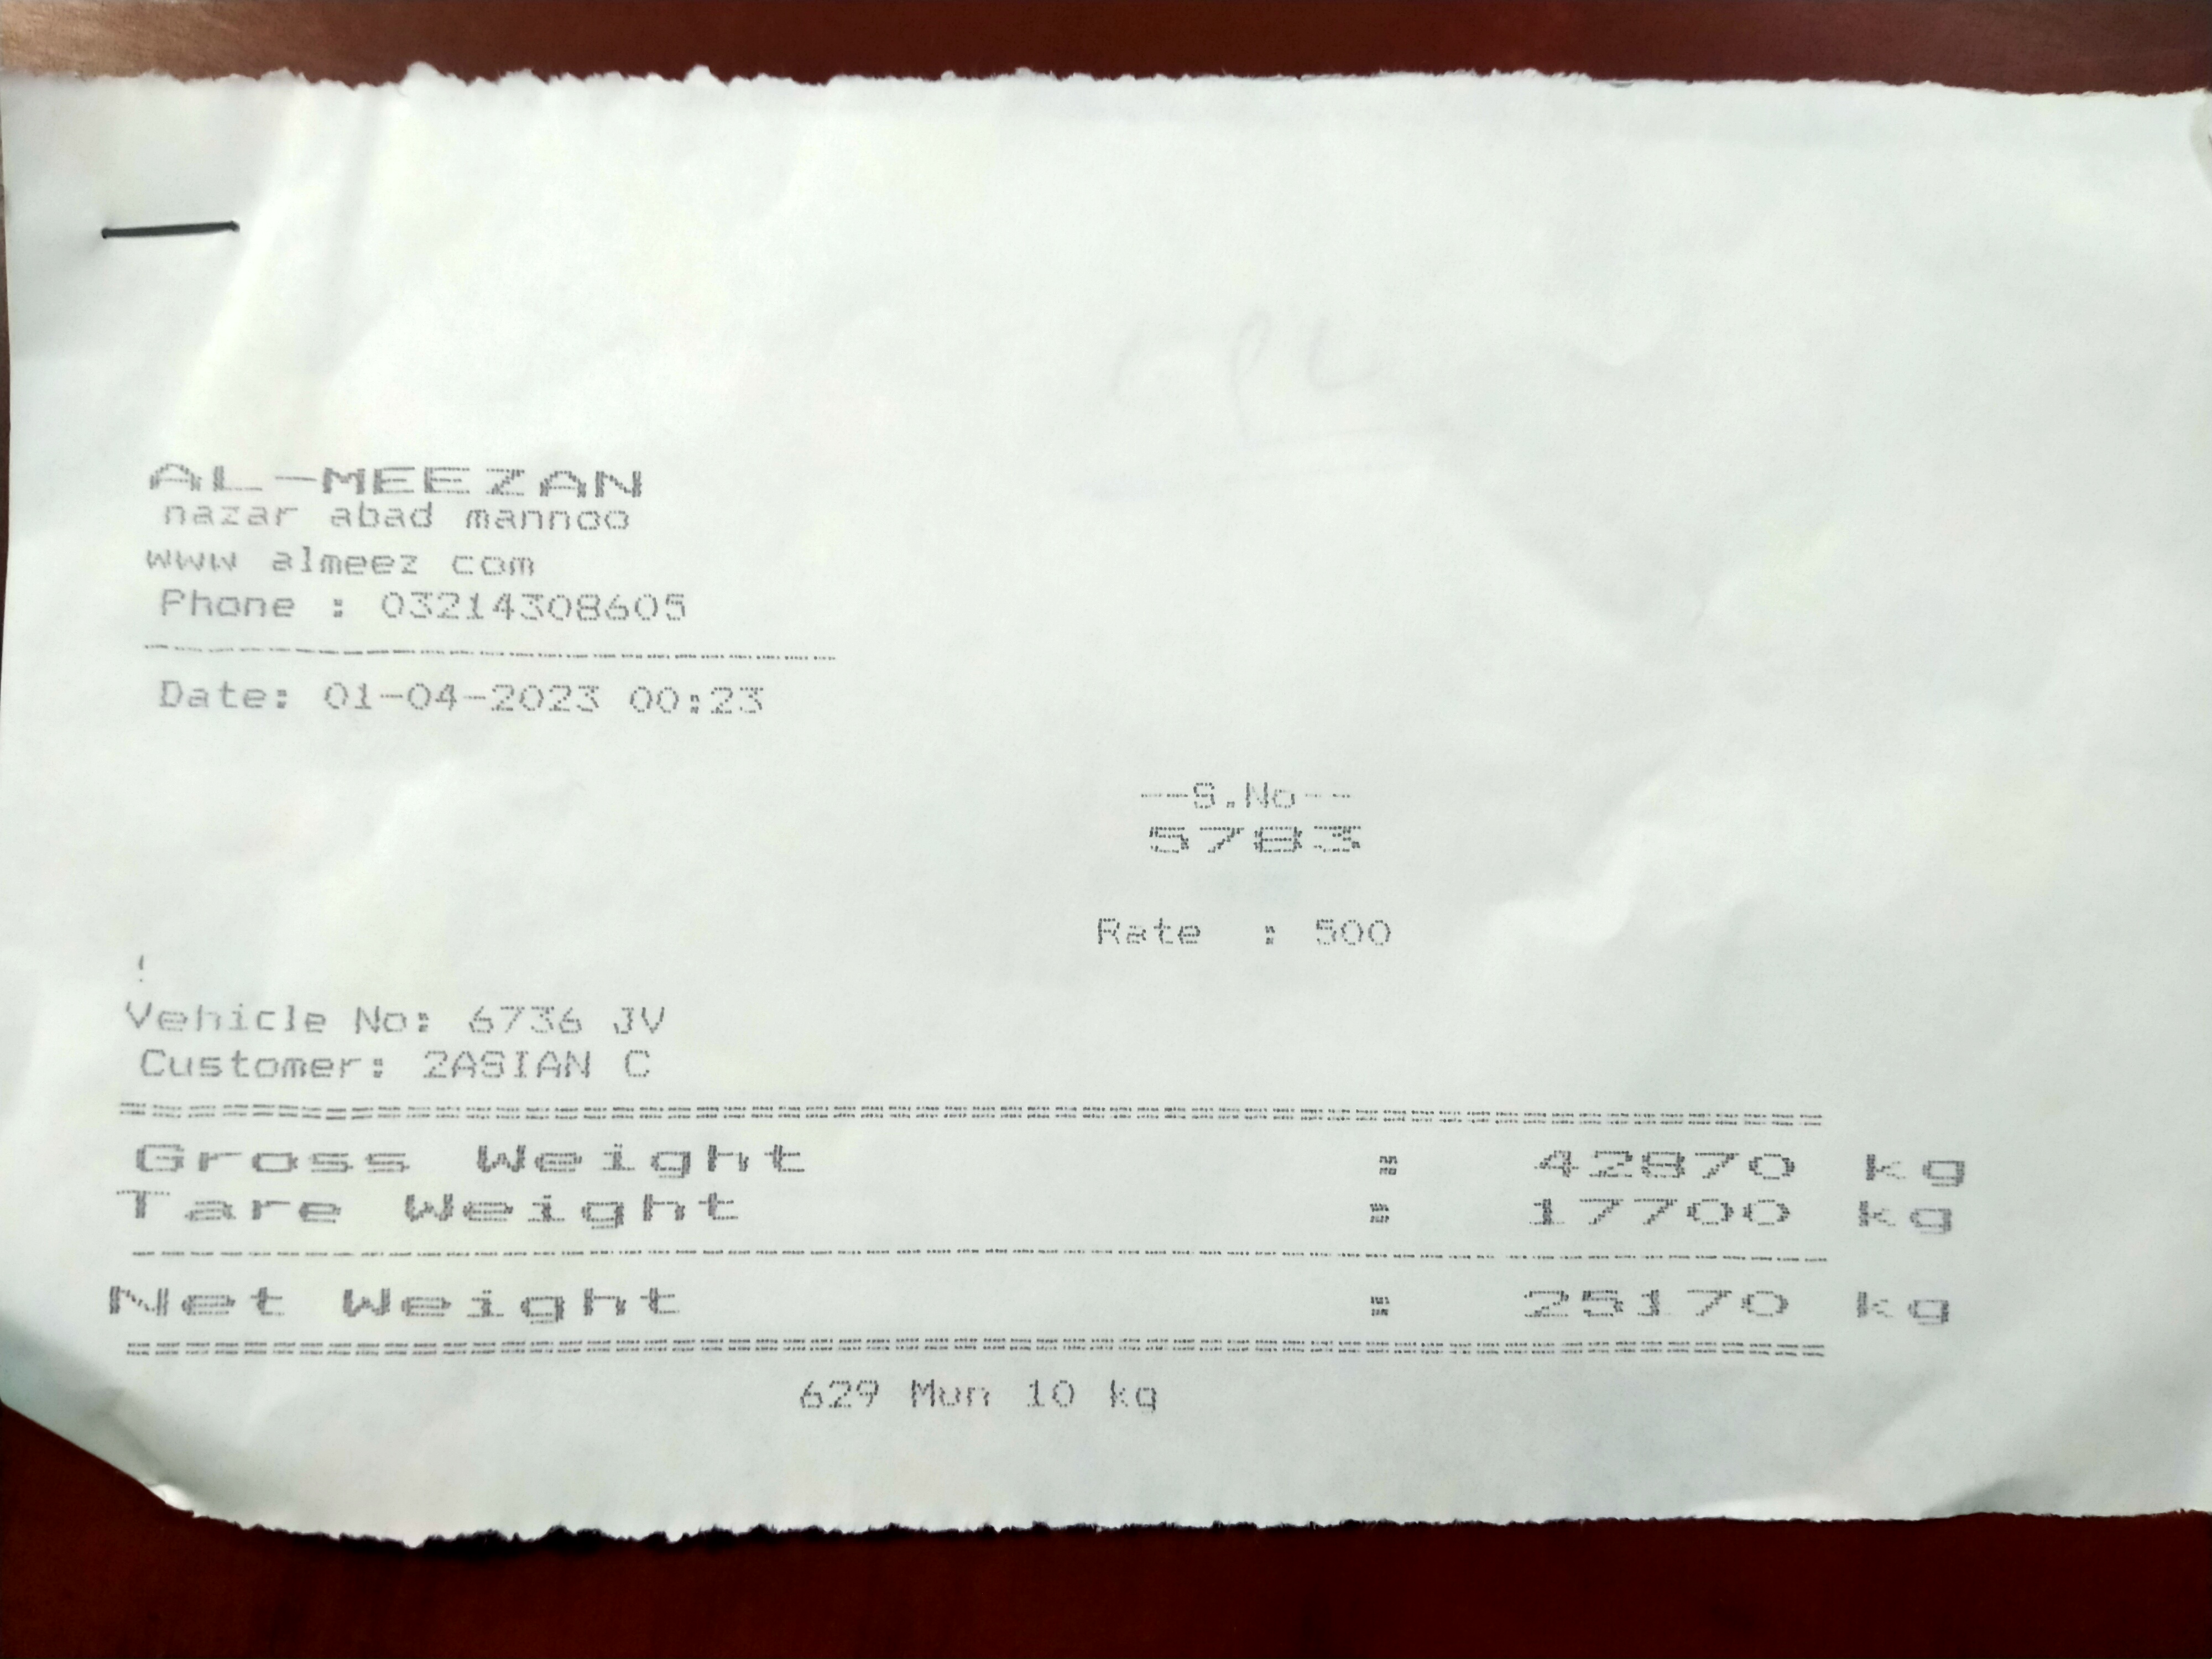 AL-MEEZAN
nazar abad mannoo
www almeez com
Phone : 03214308605
Date: 01-04-2023 00:23
--S.No--
5783
Rate : 500
Vehicle No: 6736 JV
Customer: 2ASIAN C
Gross Weight : 42870 kg
Tare Weight : 17700 kg
Net Weight : 25170 kg
629 Mun 10 kg